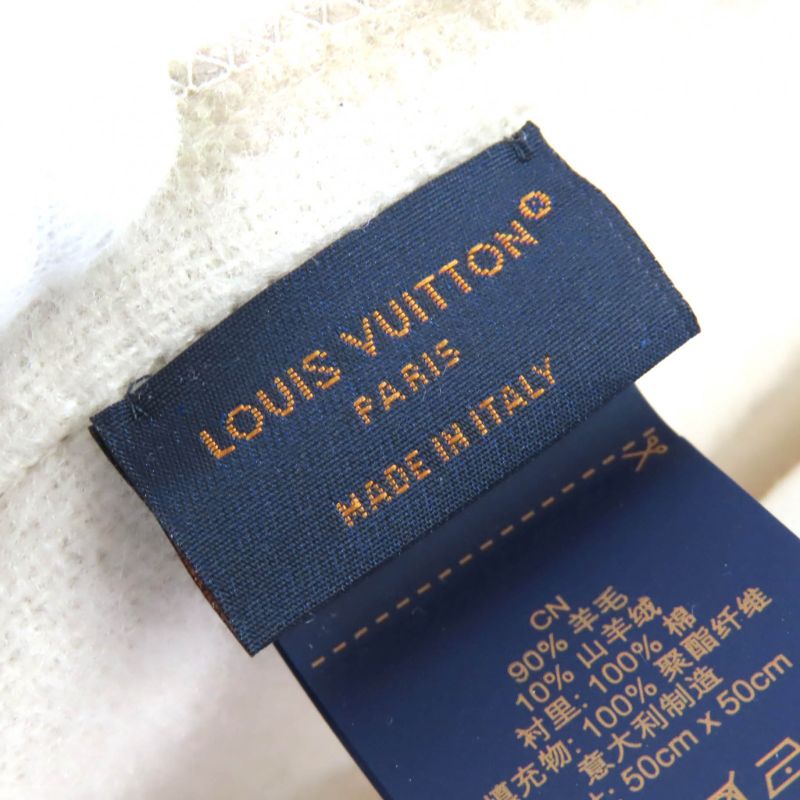 LOUIS VUITTON®
PARIS
MADE IN ITALY
CN
90% 羊毛
10% 山羊绒
衬里: 100% 棉
填充物: 100% 聚酯纤维
意大利制造
: 50cm x 50cm